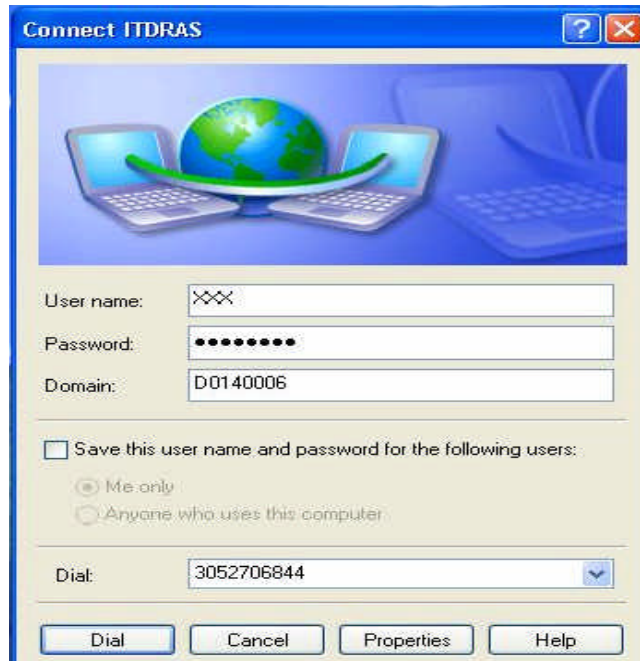 Connect ITDRAS
User name: XXX
Password: ●●●●●●●●
Domain: D0140006
Save this user name and password for the following users:
Me only
Anyone who uses this computer
Dial: 3052706844
Dial Cancel Properties Help